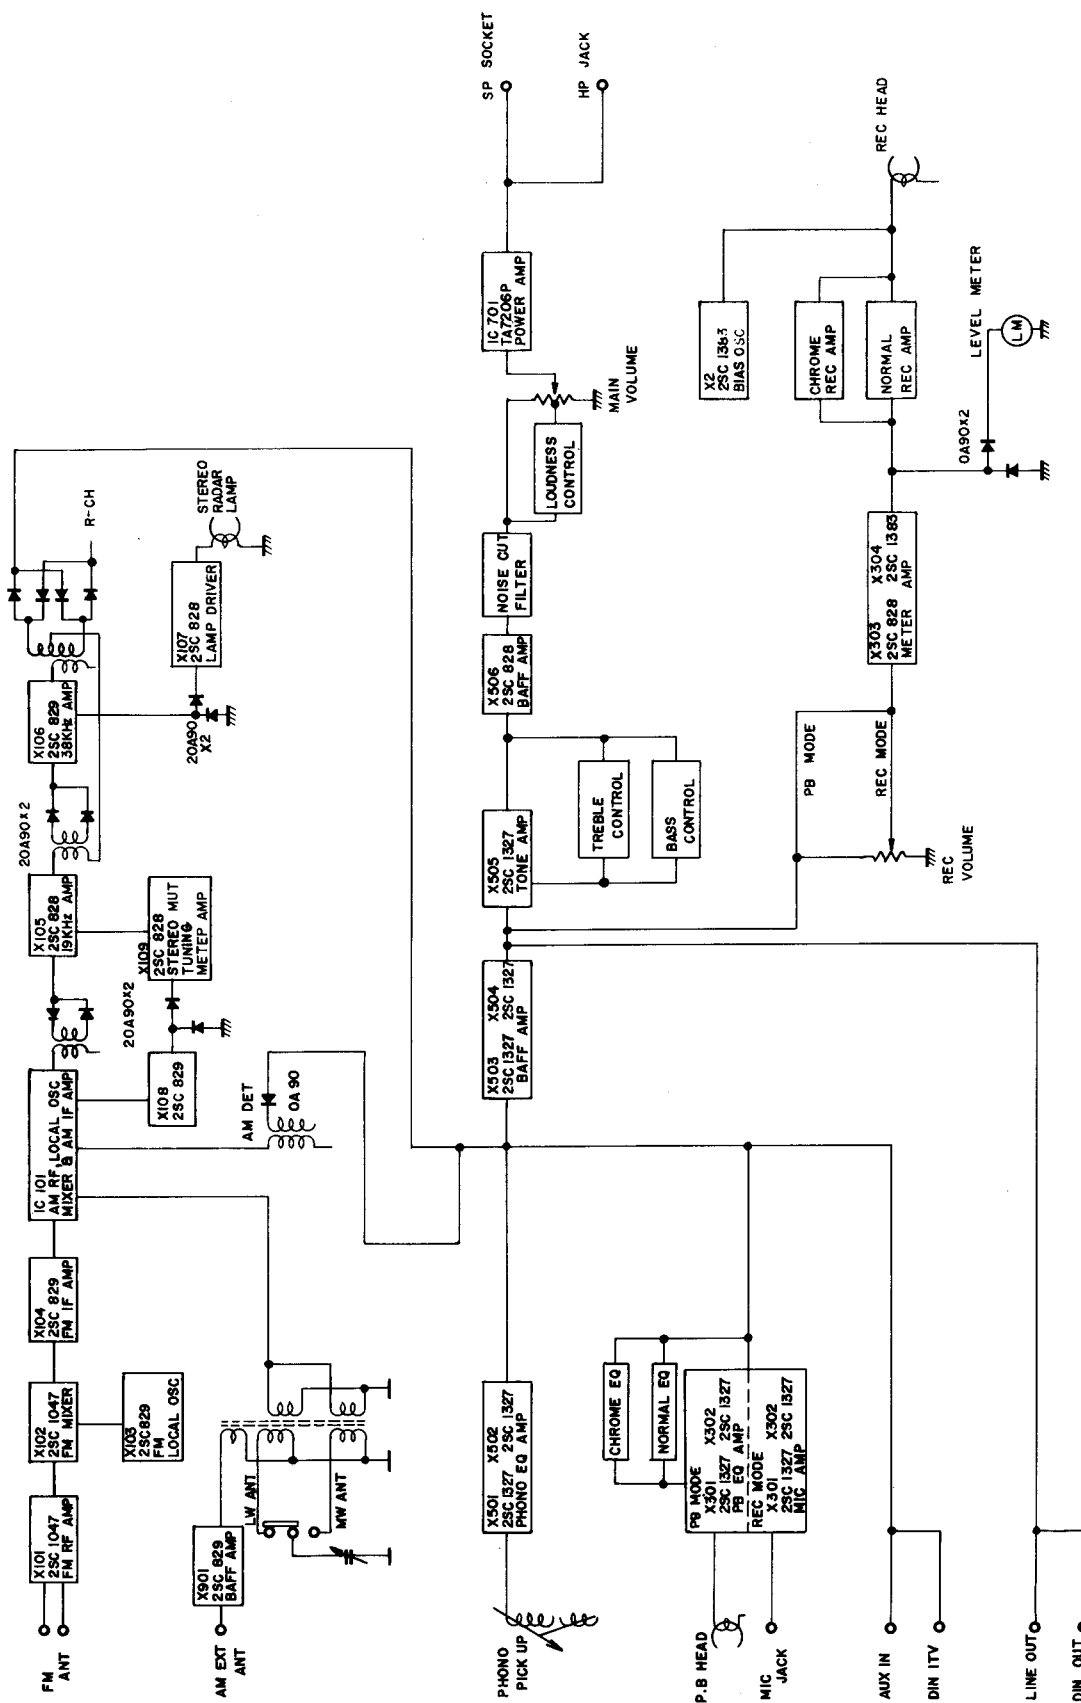 FM
ANT
X101
2SC 1047
FM RF AMP
X102
2SC 1047
FM MIXER
X103
2SC829
FM
LOCAL OSC
X104
2SC 829
FM IF AMP
IC 101
AM RF, LOCAL OSC
MIXER & AM IF AMP
X105
2SC 828
19KHz AMP
20A90X2
X106
2SC 829
38KHz AMP
R-CH
X108
2SC 829
20A90X2
X109
2SC 828
STEREO MUT
TUNING
METEP AMP
20A90
X2
X107
2SC 828
LAMP DRIVER
STEREO
RADAR
LAMP
AM EXT
ANT
X901
2SC 829
BAFF AMP
LW ANT
MW ANT
AM DET
OA 90
PHONO
PICK UP
X501 X502
2SC 1327 2SC 1327
PHONO EQ AMP
X503 X504
2SC 1327 2SC 1327
BAFF AMP
X505
2SC 1327
TONE AMP
TREBLE
CONTROL
BASS
CONTROL
X506
2SC 828
BAFF AMP
NOISE CUT
FILTER
LOUDNESS
CONTROL
MAIN
VOLUME
IC 701
TA7206P
POWER AMP
SP SOCKET
HP JACK
P.B HEAD
MIC
JACK
CHROME EQ
NORMAL EQ
PB MODE
X301 X302
2SC 1327 2SC 1327
PB EQ AMP
REC MODE
X301 X302
2SC 1327 2SC 1327
MIC AMP
PB MODE
REC MODE
REC
VOLUME
X303 X304
2SC 828 2SC 1383
METER AMP
X2
2SC 1383
BIAS OSC
CHROME
REC AMP
NORMAL
REC AMP
REC HEAD
0A90X2
LEVEL METER
LM
AUX IN
DIN ITV
LINE OUT
DIN OUT